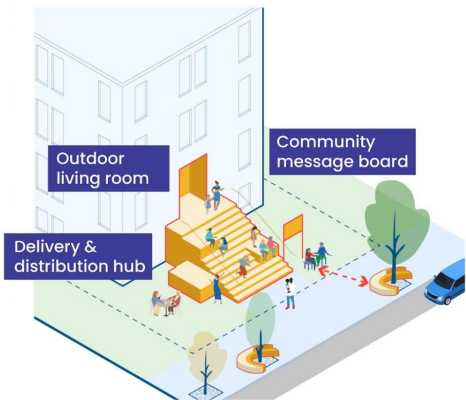 Outdoor
living room
Community
message board
Delivery &
distribution hub